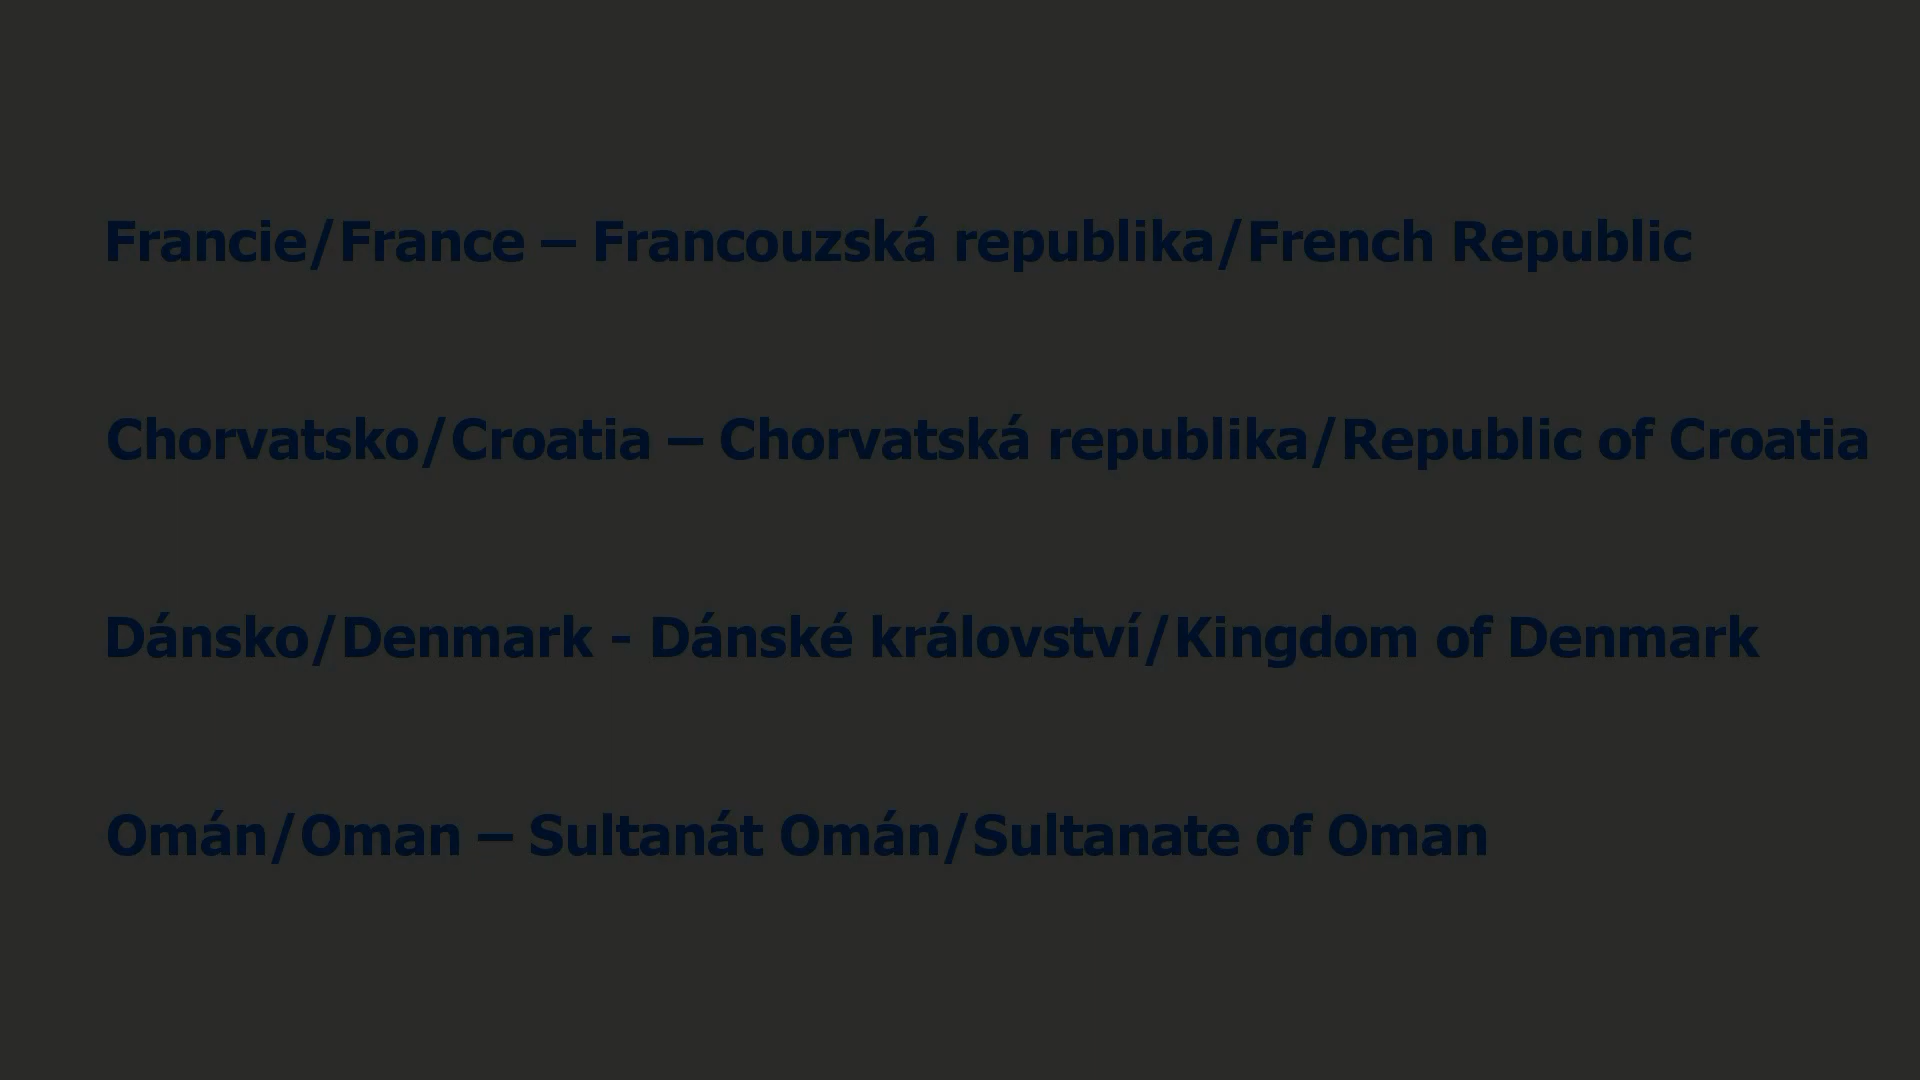 Francie/France – Francouzská republika/French Republic
Chorvatsko/Croatia – Chorvatská republika/Republic of Croatia
Dánsko/Denmark - Dánské království/Kingdom of Denmark
Omán/Oman – Sultanát Omán/Sultanate of Oman